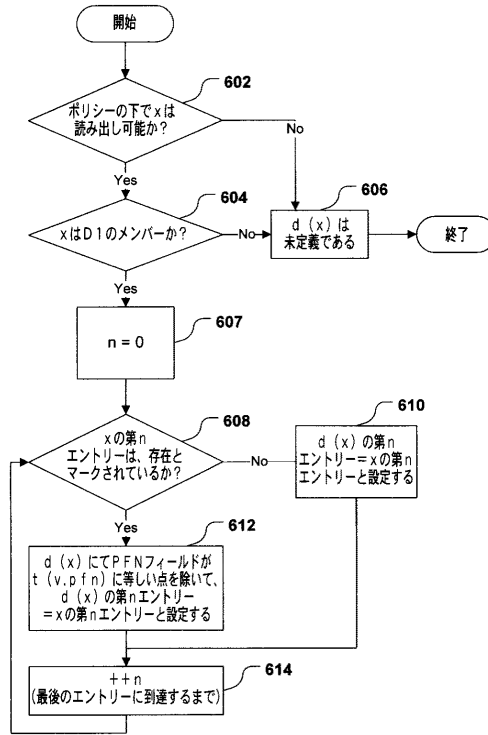 開始
602
ポリシーの下でxは
読み出し可能か?
No
Yes
604
606
xはD1のメンバーか?
No
d(x)は
未定義である
終了
Yes
607
n=0
608
610
xの第n
エントリーは、存在と
マークされているか?
No
d(x)の第n
エントリー=xの第n
エントリーと設定する
Yes
612
d(x)にてPFNフィールドが
t(v.pfn)に等しい点を除いて、
d(x)の第nエントリー
=xの第nエントリーと設定する
614
++n
(最後のエントリーに到達するまで)